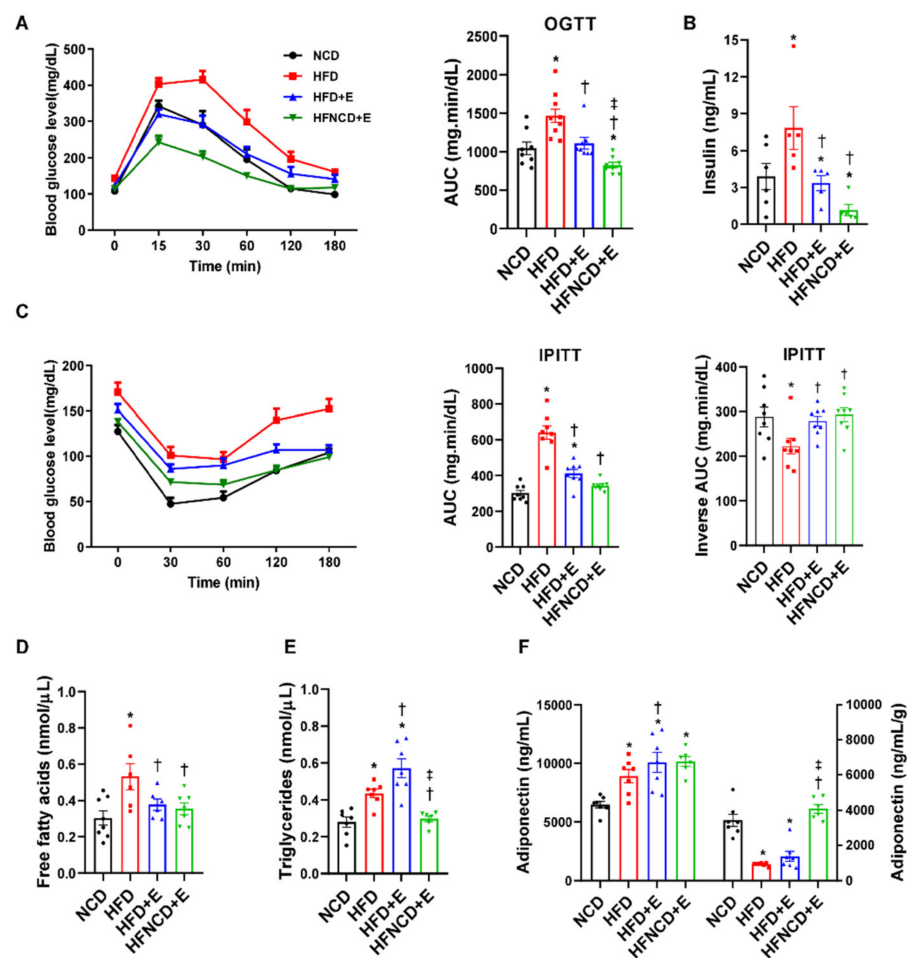 A
Blood glucose level(mg/dL)
500
400
300
200
100
0
0 15 30 60 120 180
Time (min)
NCD
HFD
HFD+E
HFNCD+E
OGTT
AUC (mg.min/dL)
2500
2000
1500
1000
500
0
*
†
‡
†
*
NCD
HFD
HFD+E
HFNCD+E
B
Insulin (ng/mL)
15
12
9
6
3
0
*
†
*
†
*
NCD
HFD
HFD+E
HFNCD+E
C
Blood glucose level(mg/dL)
200
150
100
50
0
0 30 60 120 180
Time (min)
IPITT
AUC (mg.min/dL)
1000
800
600
400
200
0
*
†
*
†
NCD
HFD
HFD+E
HFNCD+E
IPITT
Inverse AUC (mg.min/dL)
400
300
200
100
0
*
†
†
NCD
HFD
HFD+E
HFNCD+E
D
Free fatty acids (nmol/µL)
1.0
0.8
0.6
0.4
0.2
0.0
*
†
†
NCD
HFD
HFD+E
HFNCD+E
E
Triglycerides (nmol/µL)
1.0
0.8
0.6
0.4
0.2
0.0
*
†
*
‡
†
NCD
HFD
HFD+E
HFNCD+E
F
Adiponectin (ng/mL)
15000
10000
5000
0
*
†
*
*
NCD
HFD
HFD+E
HFNCD+E
*
*
‡
†
NCD
HFD
HFD+E
HFNCD+E
10000
8000
6000
4000
2000
0
Adiponectin (ng/mL/g)